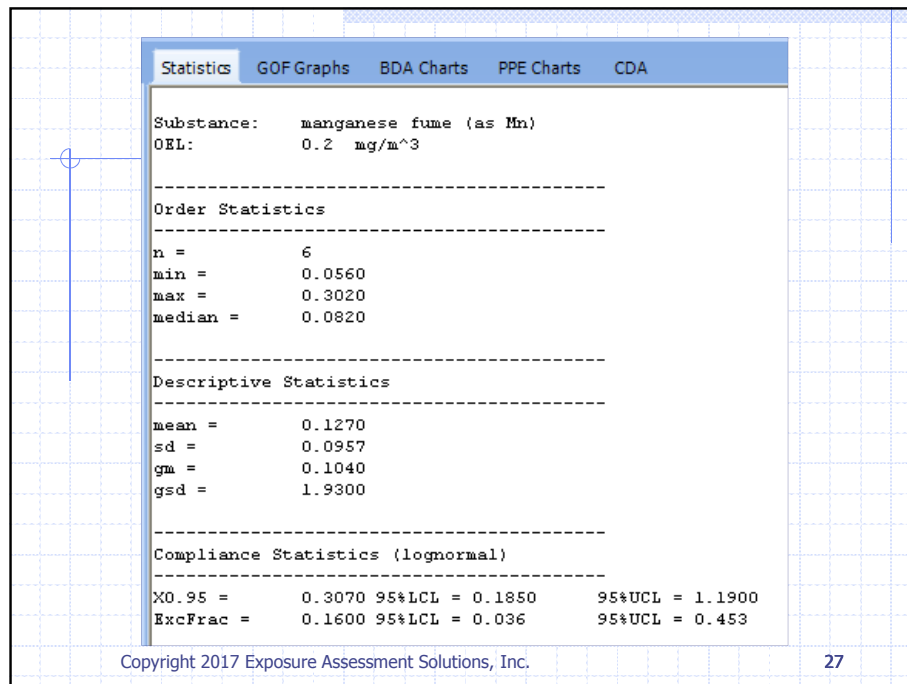 Statistics GOF Graphs BDA Charts PPE Charts CDA
Substance: manganese fume (as Mn)
OEL: 0.2 mg/m^3
------------------------------------------
Order Statistics
------------------------------------------
n = 6
min = 0.0560
max = 0.3020
median = 0.0820
------------------------------------------
Descriptive Statistics
------------------------------------------
mean = 0.1270
sd = 0.0957
gm = 0.1040
gsd = 1.9300
------------------------------------------
Compliance Statistics (lognormal)
------------------------------------------
X0.95 = 0.3070 95%LCL = 0.1850 95%UCL = 1.1900
ExcFrac = 0.1600 95%LCL = 0.036 95%UCL = 0.453
Copyright 2017 Exposure Assessment Solutions, Inc. 27